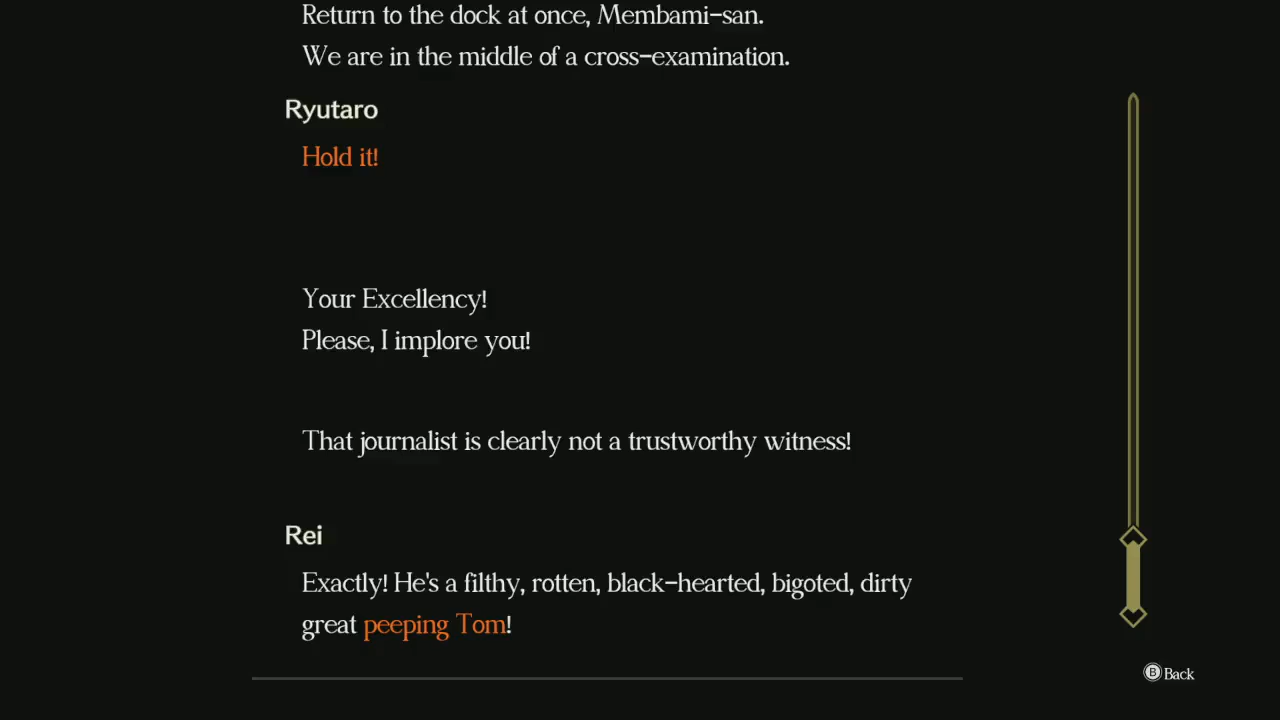 Return to the dock at once, Membami-san.
We are in the middle of a cross-examination.
Ryutaro
Hold it!
Your Excellency!
Please, I implore you!
That journalist is clearly not a trustworthy witness!
Rei
Exactly! He's a filthy, rotten, black-hearted, bigoted, dirty
great peeping Tom!
B Back